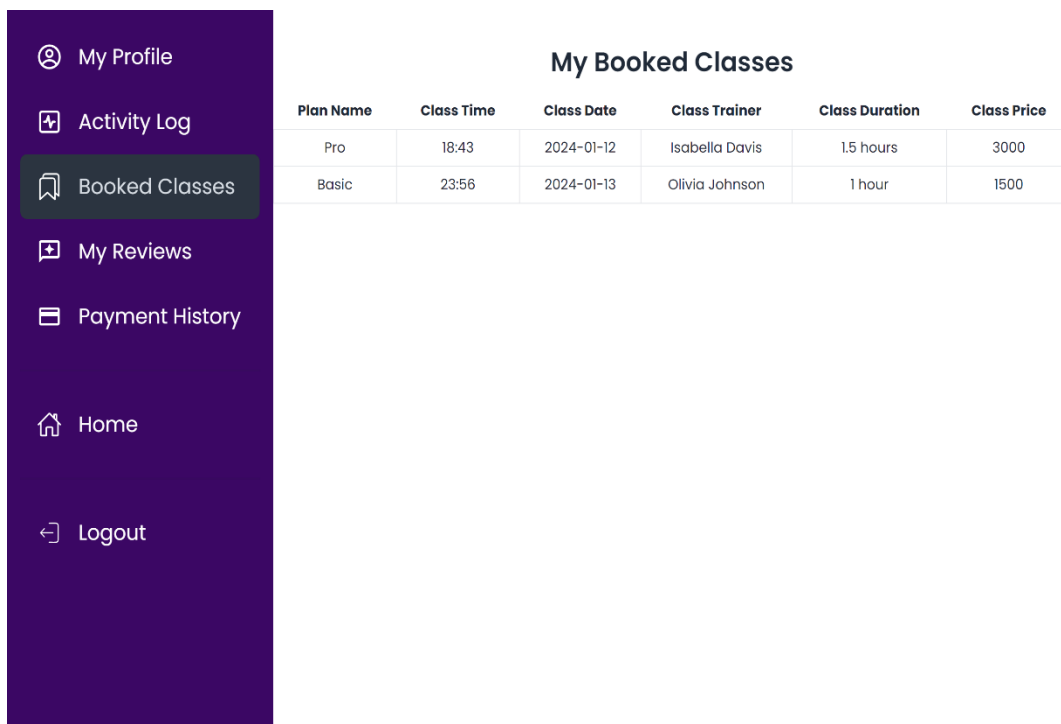 My Profile
Activity Log
Booked Classes
My Reviews
Payment History
Home
Logout
My Booked Classes
Plan Name Class Time Class Date Class Trainer Class Duration Class Price
Pro 18:43 2024-01-12 Isabella Davis 1.5 hours 3000
Basic 23:56 2024-01-13 Olivia Johnson 1 hour 1500